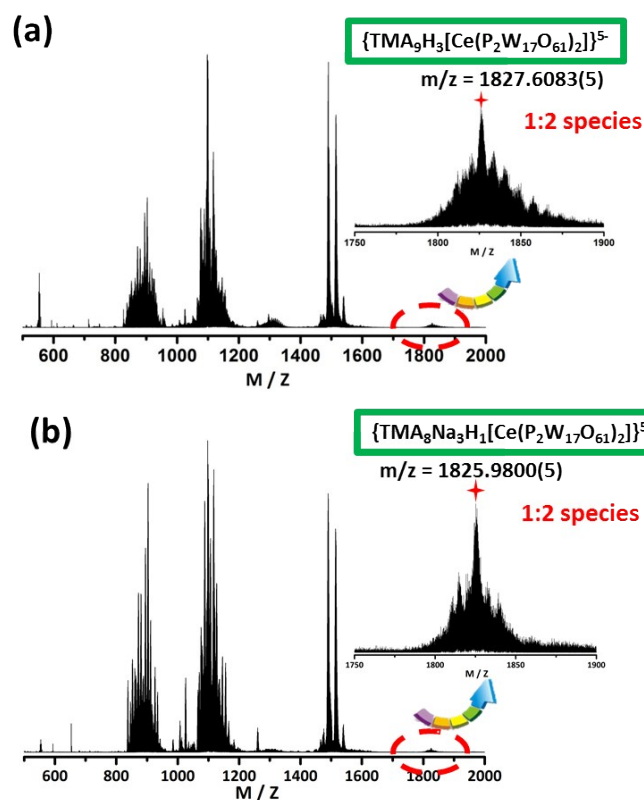 (a)
{TMA₉H₃[Ce(P₂W₁₇O₆₁)₂]}⁵⁻
m/z = 1827.6083(5)
1:2 species
1750 1800 1850 1900
M / Z
600 800 1000 1200 1400 1600 1800 2000
M / Z
(b)
{TMA₈Na₃H₁[Ce(P₂W₁₇O₆₁)₂]}⁵
m/z = 1825.9800(5)
1:2 species
1750 1800 1850 1900
M / Z
600 800 1000 1200 1400 1600 1800 2000
M / Z